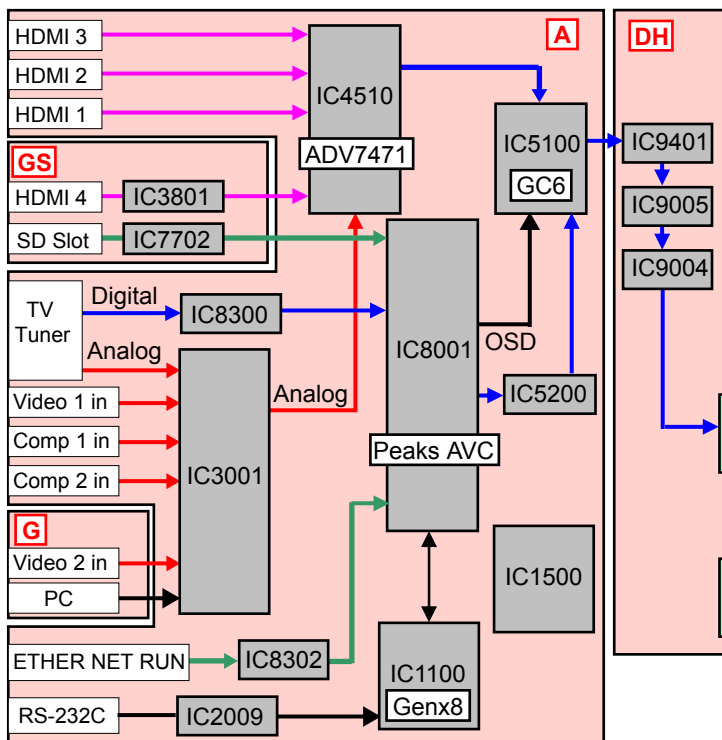 HDMI 3
A
DH
HDMI 2
IC4510
HDMI 1
IC5100
IC9401
ADV7471
GS
GC6
HDMI 4
IC3801
IC9005
SD Slot
IC7702
IC9004
TV
Tuner
Digital
IC8300
Analog
IC8001
OSD
Analog
IC5200
Video 1 in
Comp 1 in
Peaks AVC
Comp 2 in
IC3001
G
Video 2 in
IC1500
PC
ETHER NET RUN
IC8302
IC1100
Genx8
RS-232C
IC2009